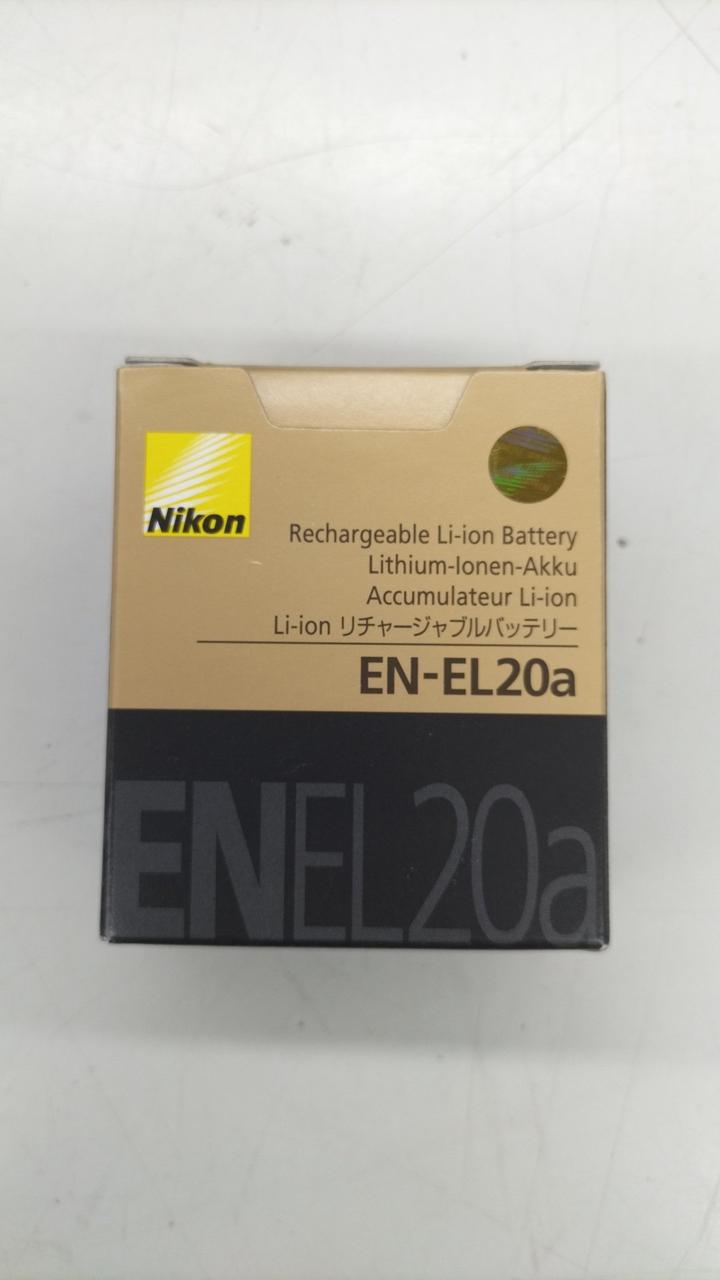 Nikon
Rechargeable Li-ion Battery
Lithium-Ionen-Akku
Accumulateur Li-ion
Li-ion リチャージャブルバッテリー
EN-EL20a
ENEL20a